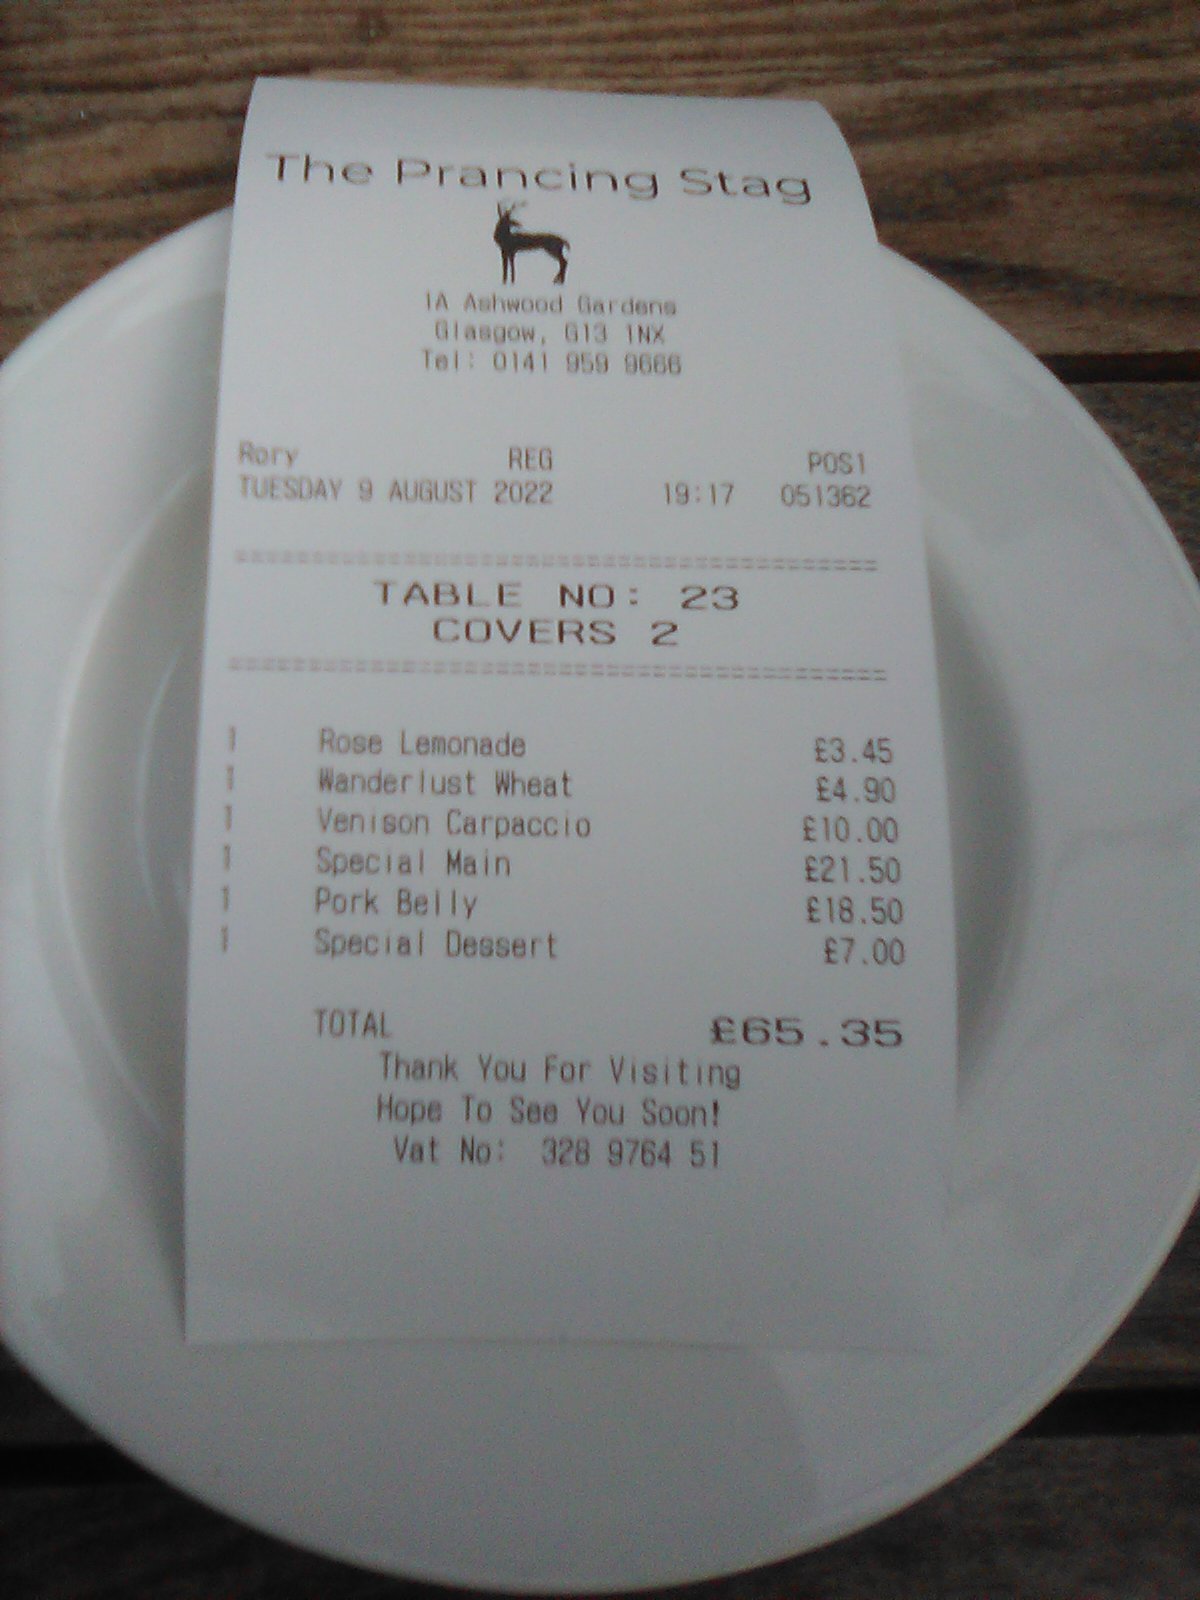 The Prancing Stag
1A Ashwood Gardens
Glasgow, G13 1NX
Tel: 0141 959 9666
Rory REG POS1
TUESDAY 9 AUGUST 2022 19:17 051362
==========================================
TABLE NO: 23
COVERS 2
==========================================
1 Rose Lemonade £3.45
1 Wanderlust Wheat £4.90
1 Venison Carpaccio £10.00
1 Special Main £21.50
1 Pork Belly £18.50
1 Special Dessert £7.00
TOTAL £65.35
Thank You For Visiting
Hope To See You Soon!
Vat No: 328 9764 51